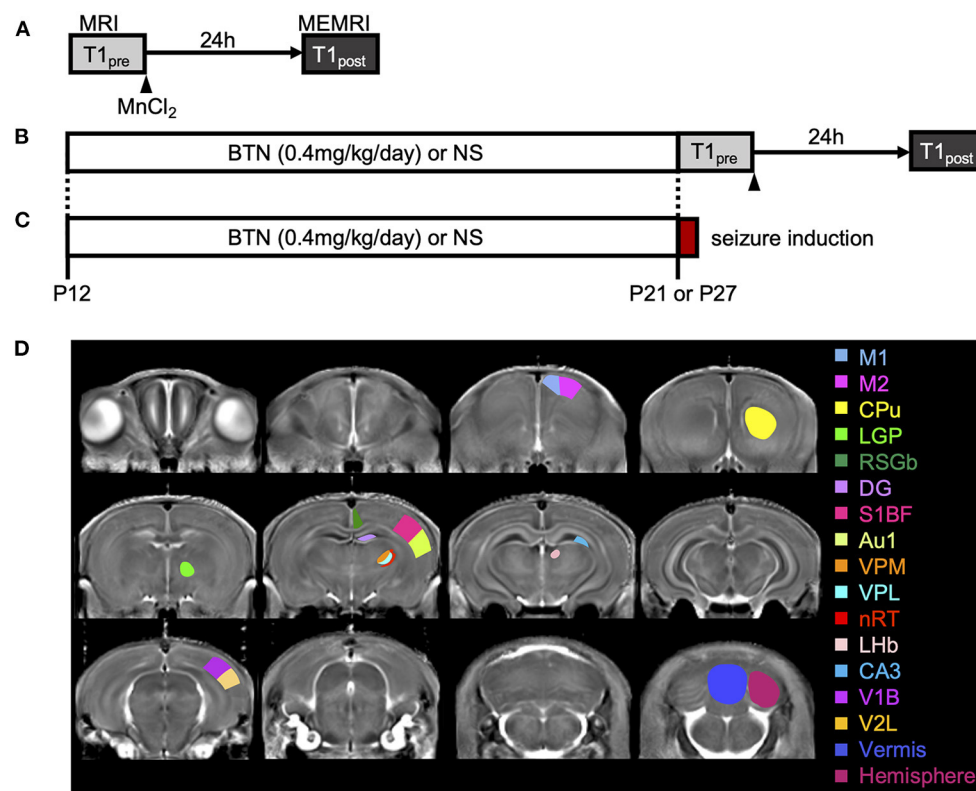 A
MRI
MEMRI
T1pre
24h
T1post
MnCl2
B
BTN (0.4mg/kg/day) or NS
T1pre
24h
T1post
C
BTN (0.4mg/kg/day) or NS
seizure induction
P12
P21 or P27
D
M1
M2
CPu
LGP
RSGb
DG
S1BF
Au1
VPM
VPL
nRT
LHb
CA3
V1B
V2L
Vermis
Hemisphere